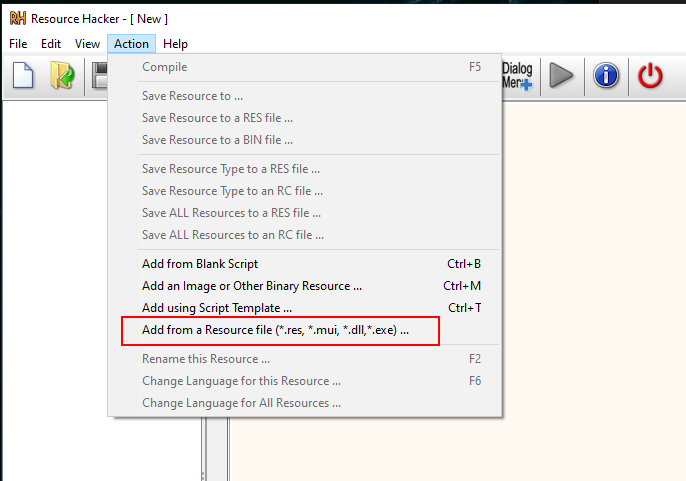 RH Resource Hacker - [ New ]
File Edit View Action Help
Dialog
Menu
Compile F5
Save Resource to ...
Save Resource to a RES file ...
Save Resource to a BIN file ...
Save Resource Type to a RES file ...
Save Resource Type to an RC file ...
Save ALL Resources to a RES file ...
Save ALL Resources to an RC file ...
Add from Blank Script Ctrl+B
Add an Image or Other Binary Resource ... Ctrl+M
Add using Script Template ... Ctrl+T
Add from a Resource file (*.res, *.mui, *.dll,*.exe) ...
Rename this Resource ... F2
Change Language for this Resource ... F6
Change Language for All Resources ...